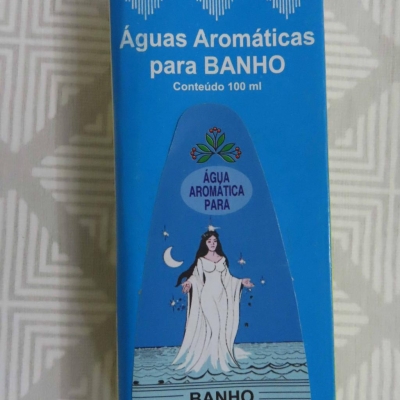 Águas Aromáticas
para BANHO
Conteúdo 100 ml
ÁGUA
AROMÁTICA
PARA
BANHO